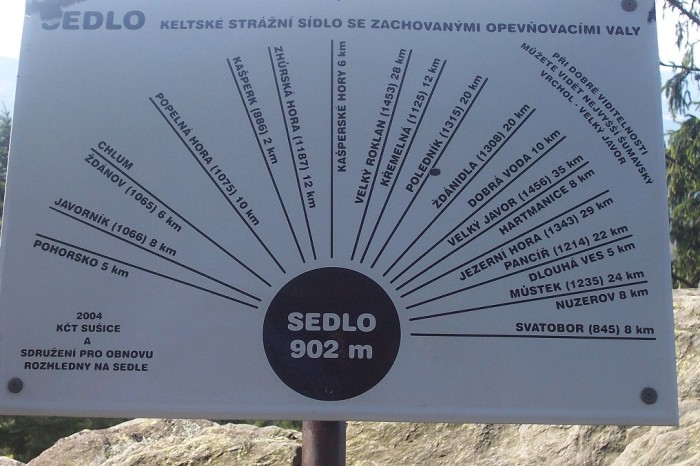 SEDLO KELTSKÉ STRÁŽNÍ SÍDLO SE ZACHOVANÝMI OPEVŇOVACÍMI VALY
POHORSKO 5 km
JAVORNÍK (1066) 8 km
CHLUM
ŽDÁNOV (1065) 6 km
POPELNÁ HORA (1075) 10 km
KAŠPERK (886) 2 km
ZHŮRSKÁ HORA (1187) 12 km
KAŠPERSKÉ HORY 6 km
VELKÝ ROKLAN (1453) 28 km
KŘEMELNÁ (1125) 12 km
POLEDNÍK (1315) 20 km
ŽDÁNIDLA (1308) 20 km
DOBRÁ VODA 10 km
VELKÝ JAVOR (1456) 35 km
HARTMANICE 8 km
JEZERNÍ HORA (1343) 29 km
PANCÍŘ (1214) 22 km
DLOUHÁ VES 5 km
MŮSTEK (1235) 24 km
NUZEROV 8 km
SVATOBOR (845) 8 km
PŘI DOBRÉ VIDITELNOSTI
MŮŽETE VIDĚT NEJVYŠŠÍ ŠUMAVSKÝ
VRCHOL - VELKÝ JAVOR
SEDLO
902 m
2004
KČT SUŠICE
A
SDRUŽENÍ PRO OBNOVU
ROZHLEDNY NA SEDLE